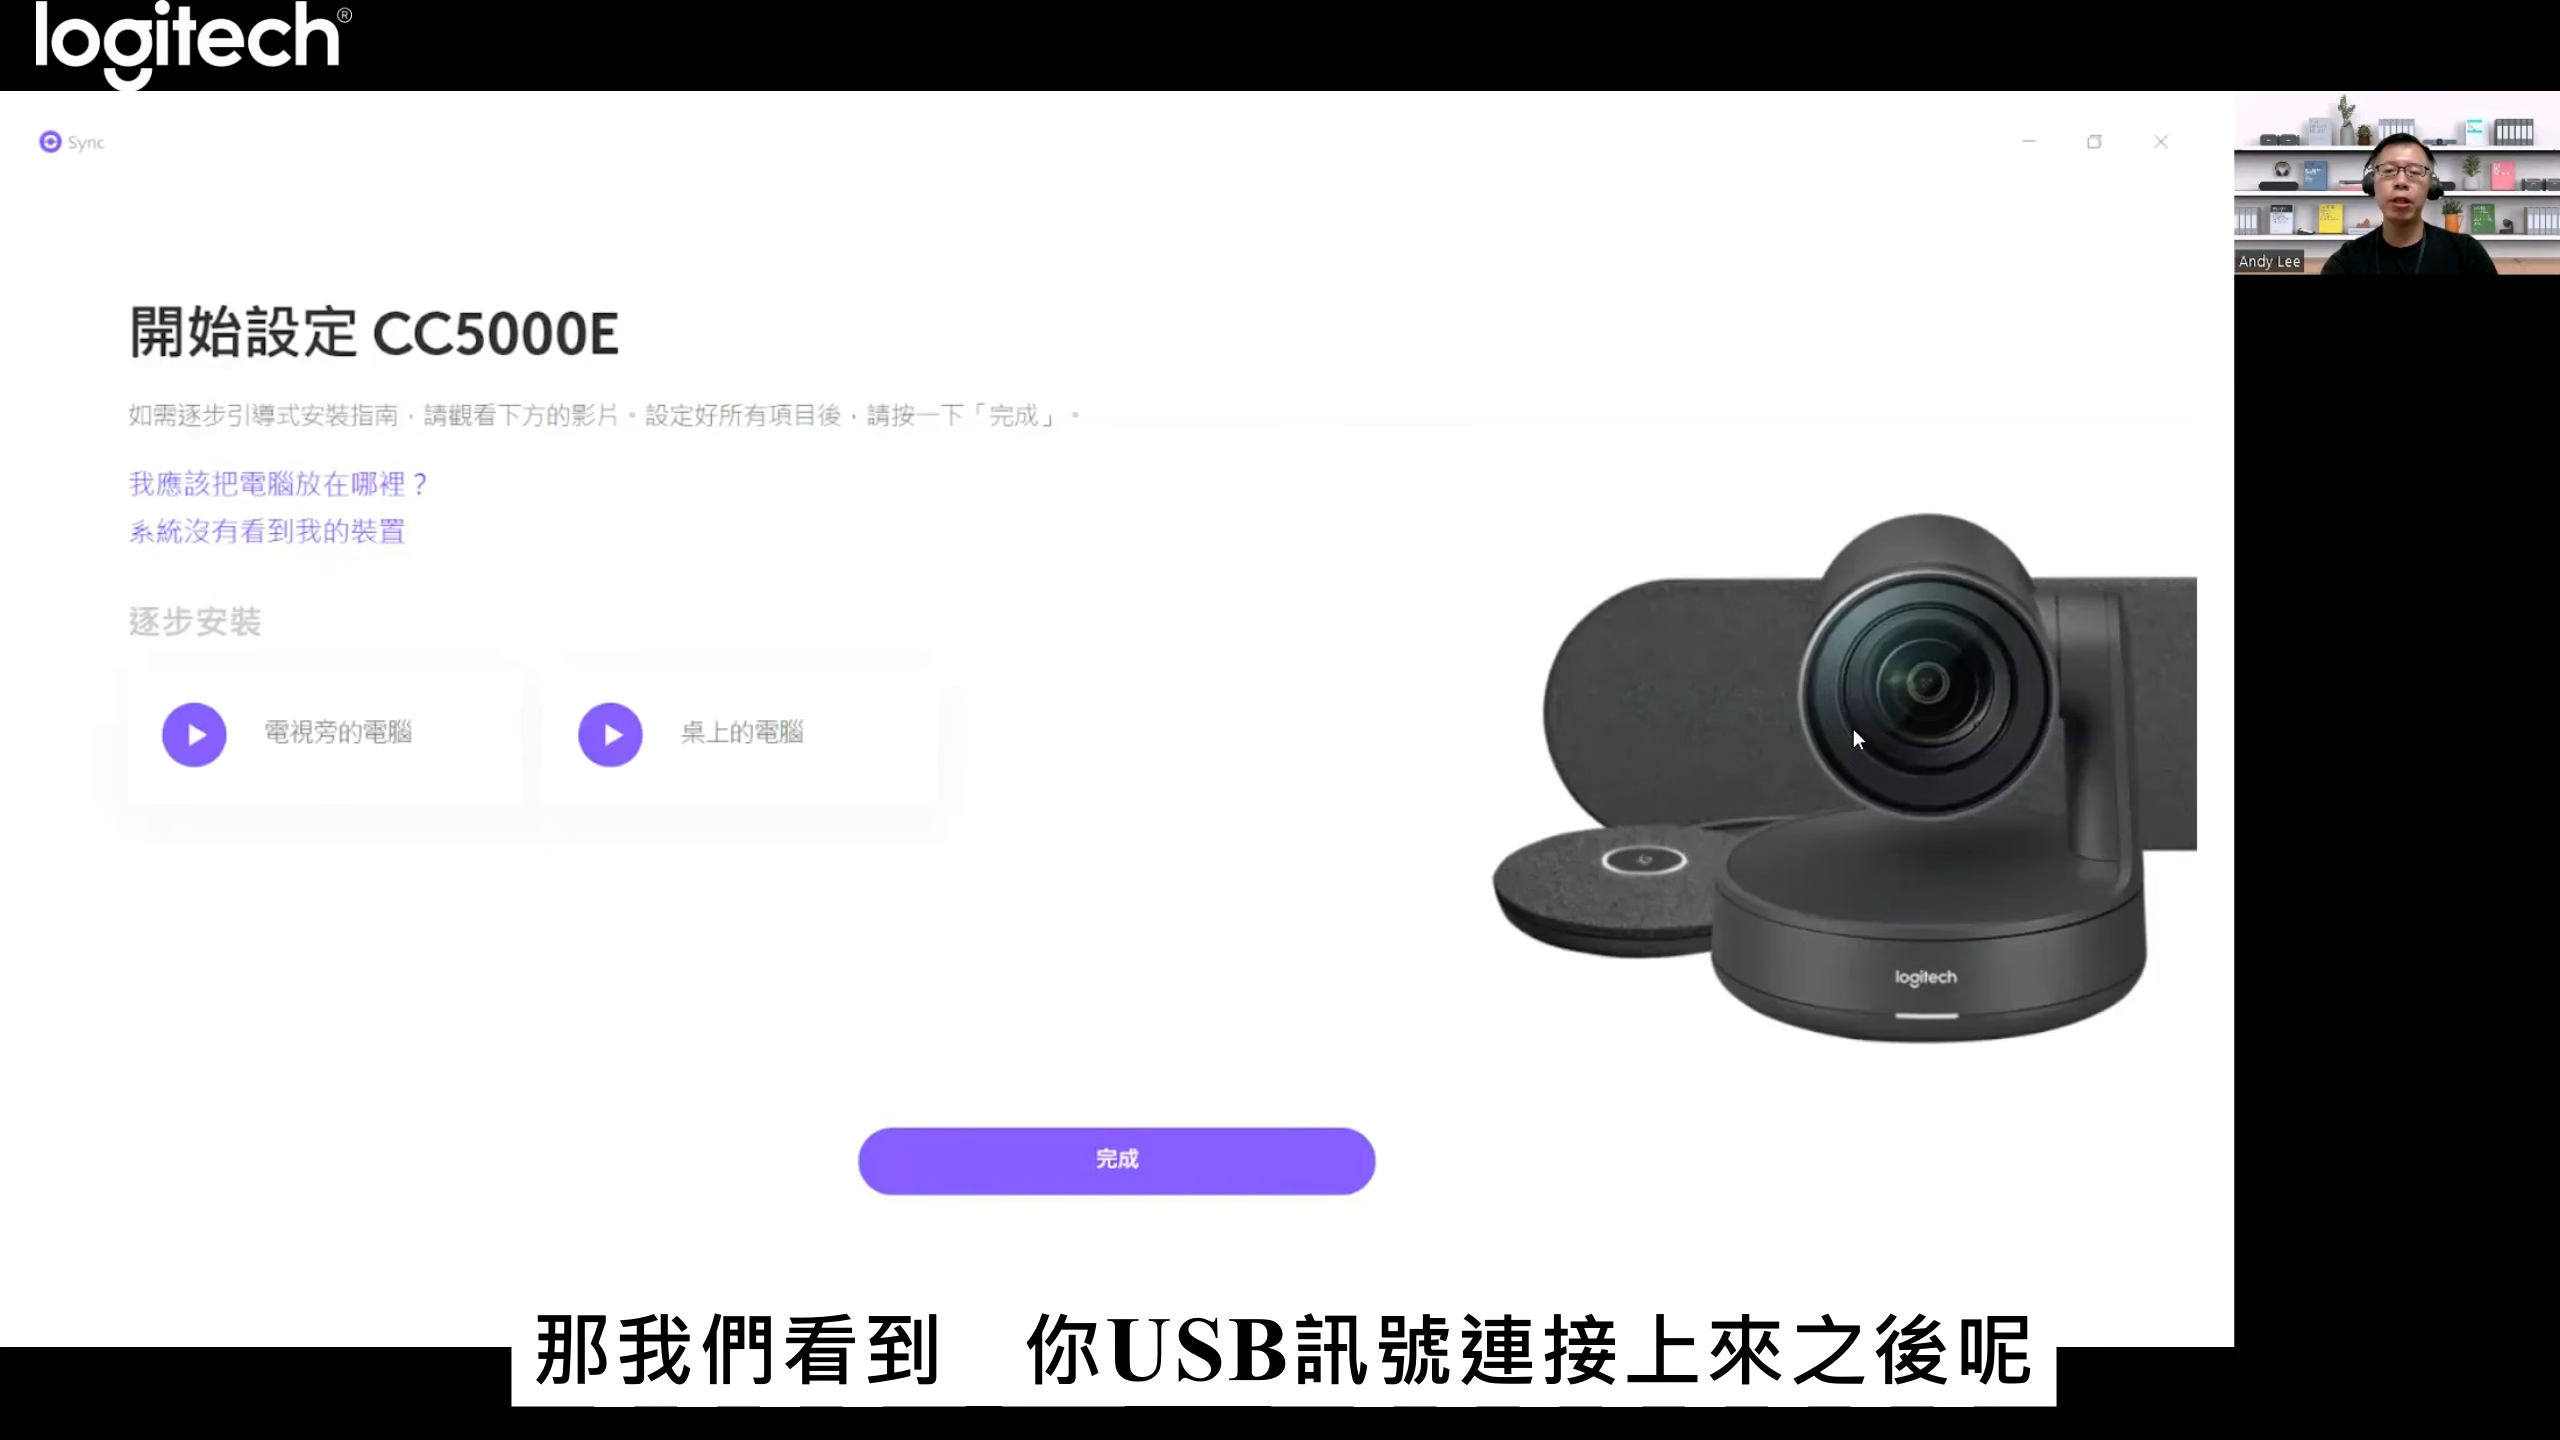 logitech®
Sync
Andy Lee
開始設定 CC5000E
如需逐步引導式安裝指南，請觀看下方的影片。設定好所有項目後，請按一下「完成」。
我應該把電腦放在哪裡？
系統沒有看到我的裝置
逐步安裝
電視旁的電腦
桌上的電腦
logitech
完成
那我們看到 你USB訊號連接上來之後呢